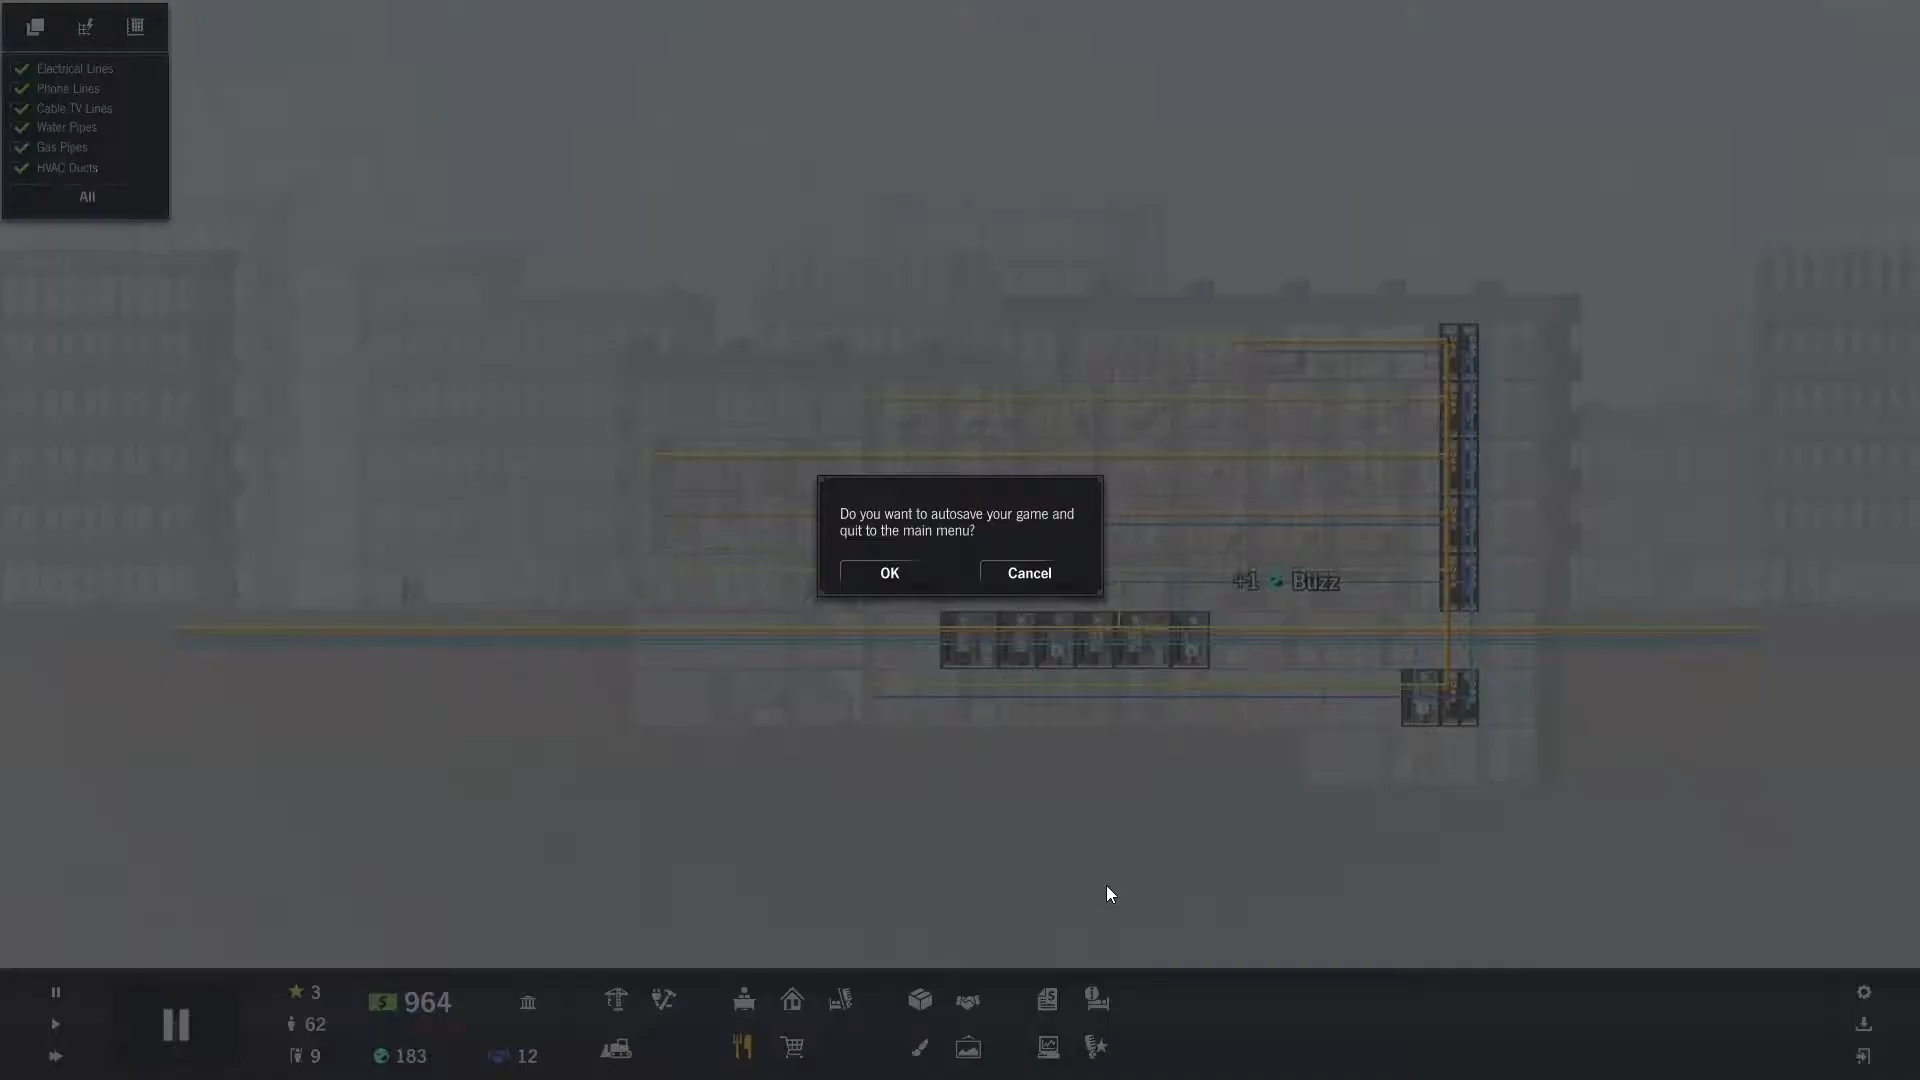 Electrical Lines
Phone Lines
Cable TV Lines
Water Pipes
Gas Pipes
HVAC Ducts
All
Do you want to autosave your game and
quit to the main menu?
OK
Cancel
+1 Buzz
3
964
62
9
183
12